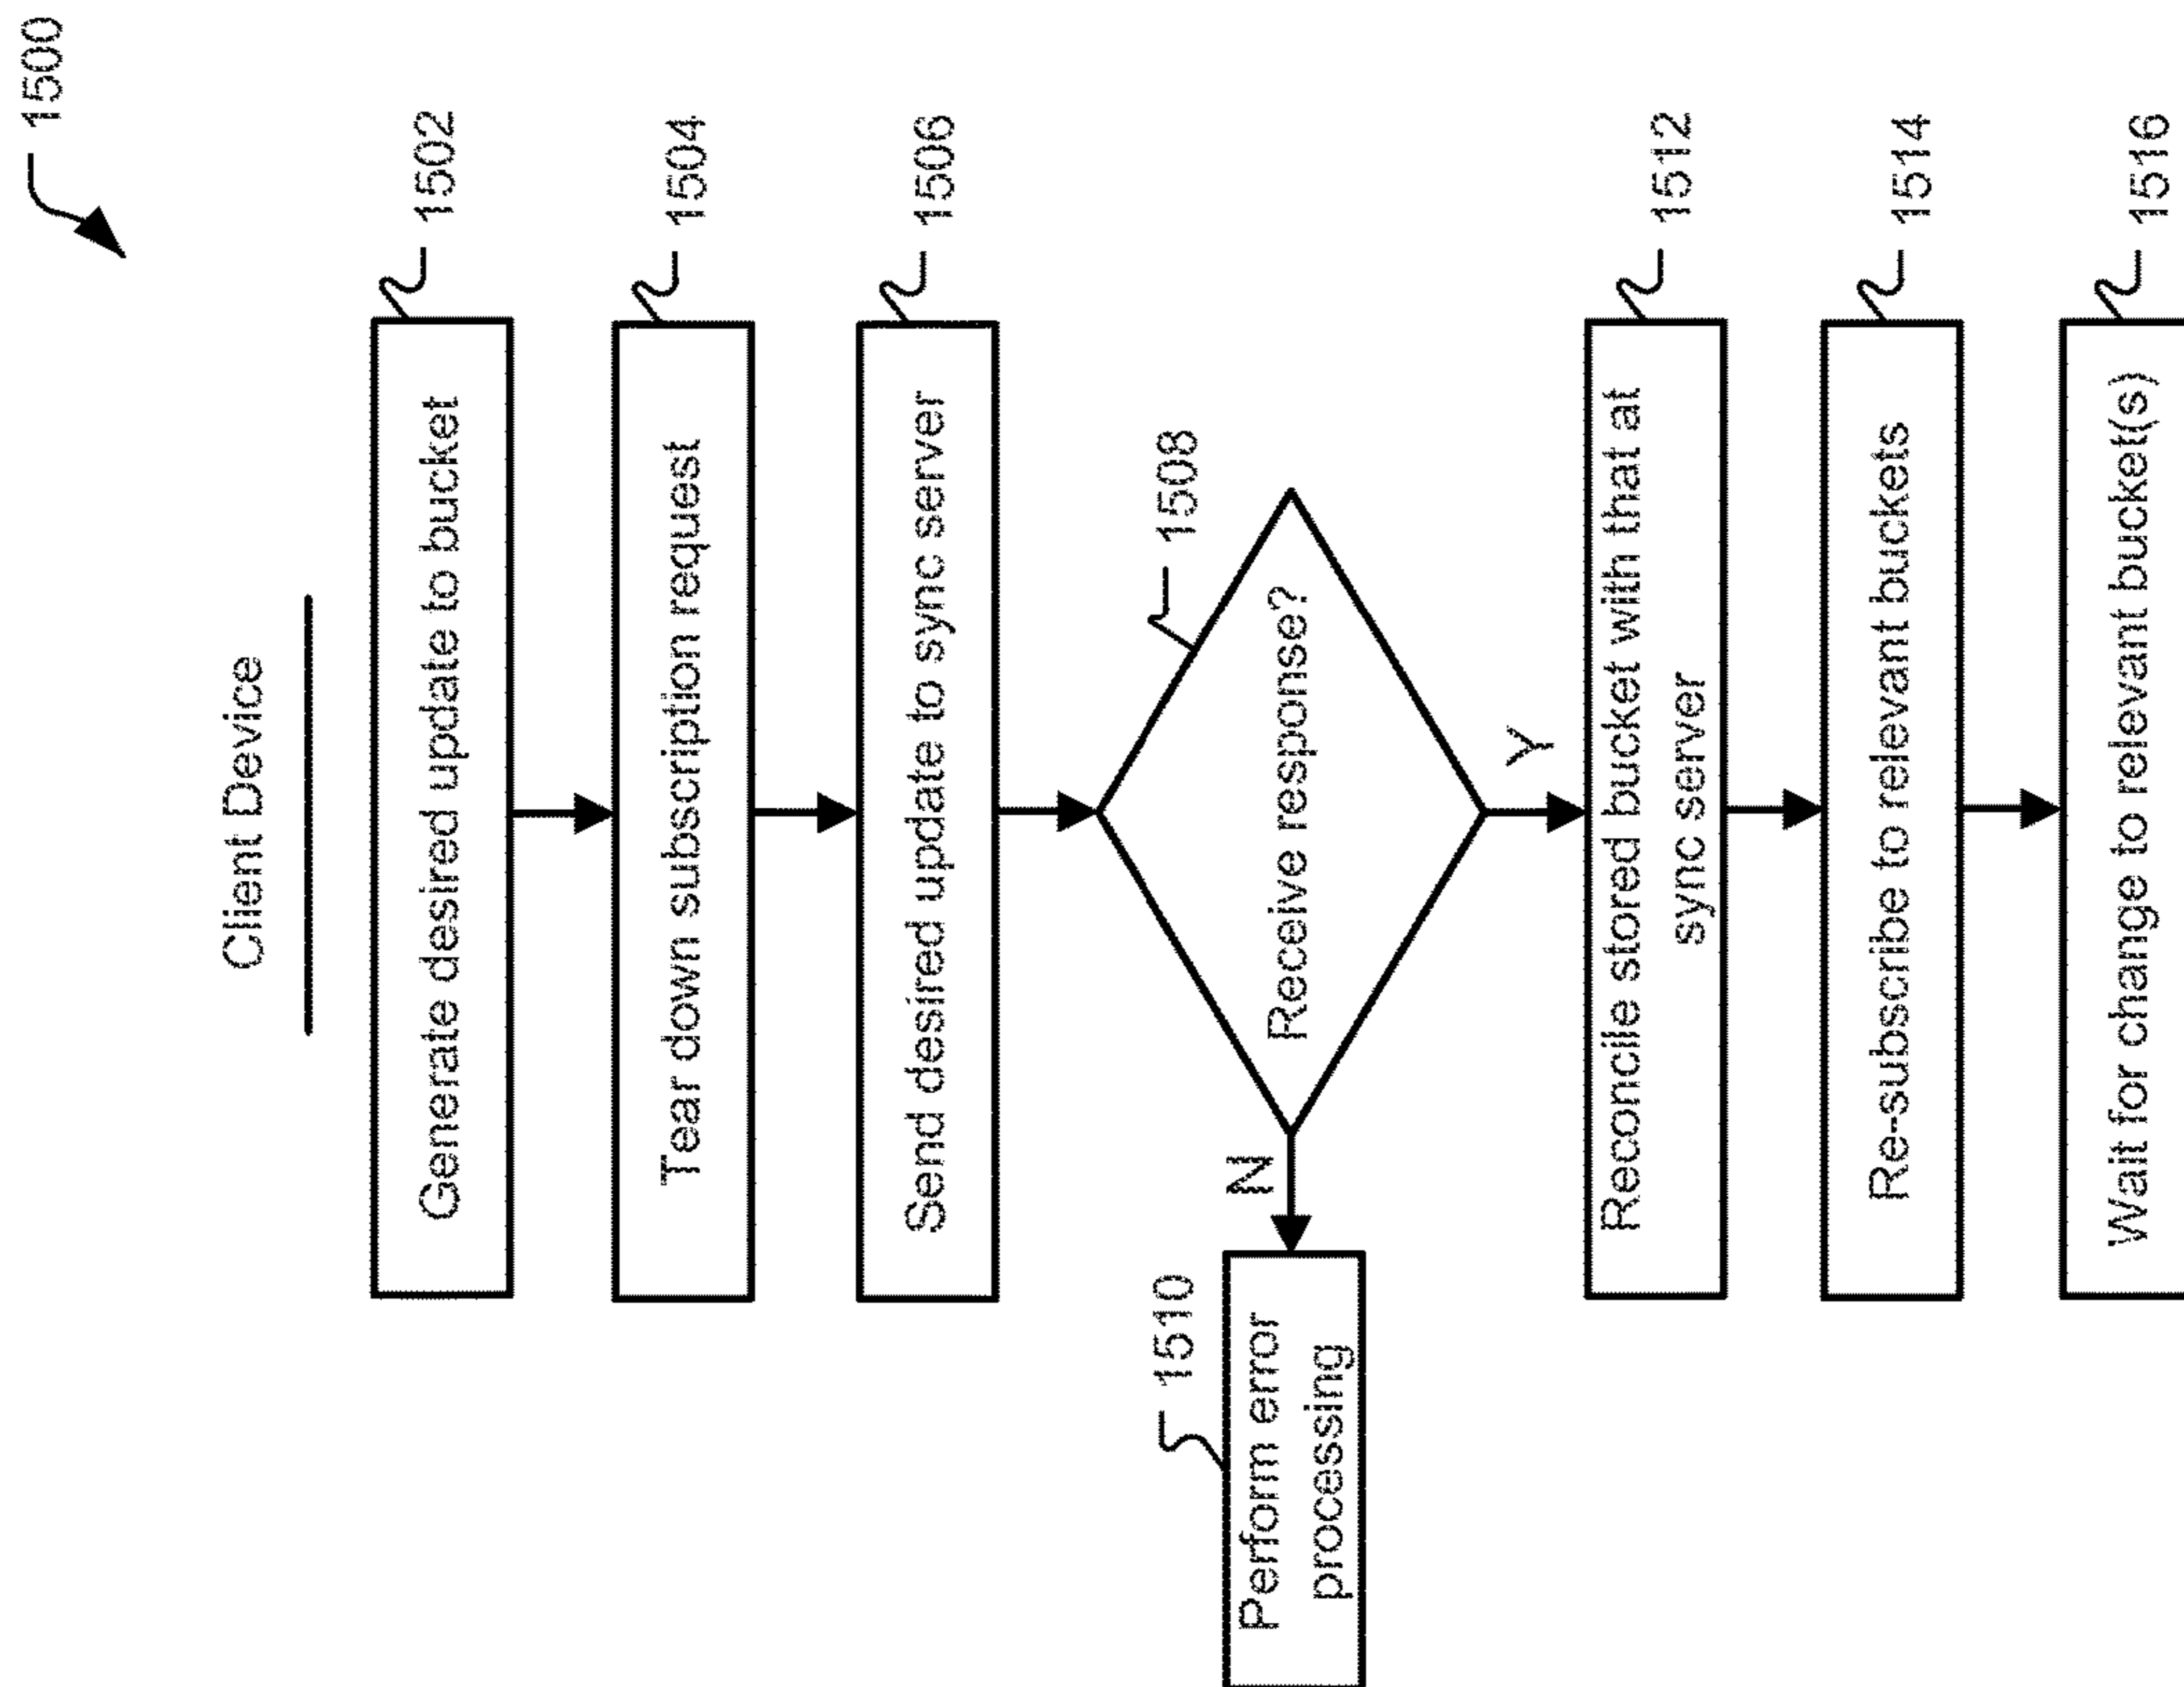 1500
Client Device
Generate desired update to bucket
1502
Tear down subscription request
1504
Send desired update to sync server
1506
Receive response?
1508
N
Perform error
processing
1510
Y
Reconcile stored bucket with that at
sync server
1512
Re-subscribe to relevant buckets
1514
Wait for change to relevant bucket(s)
1516